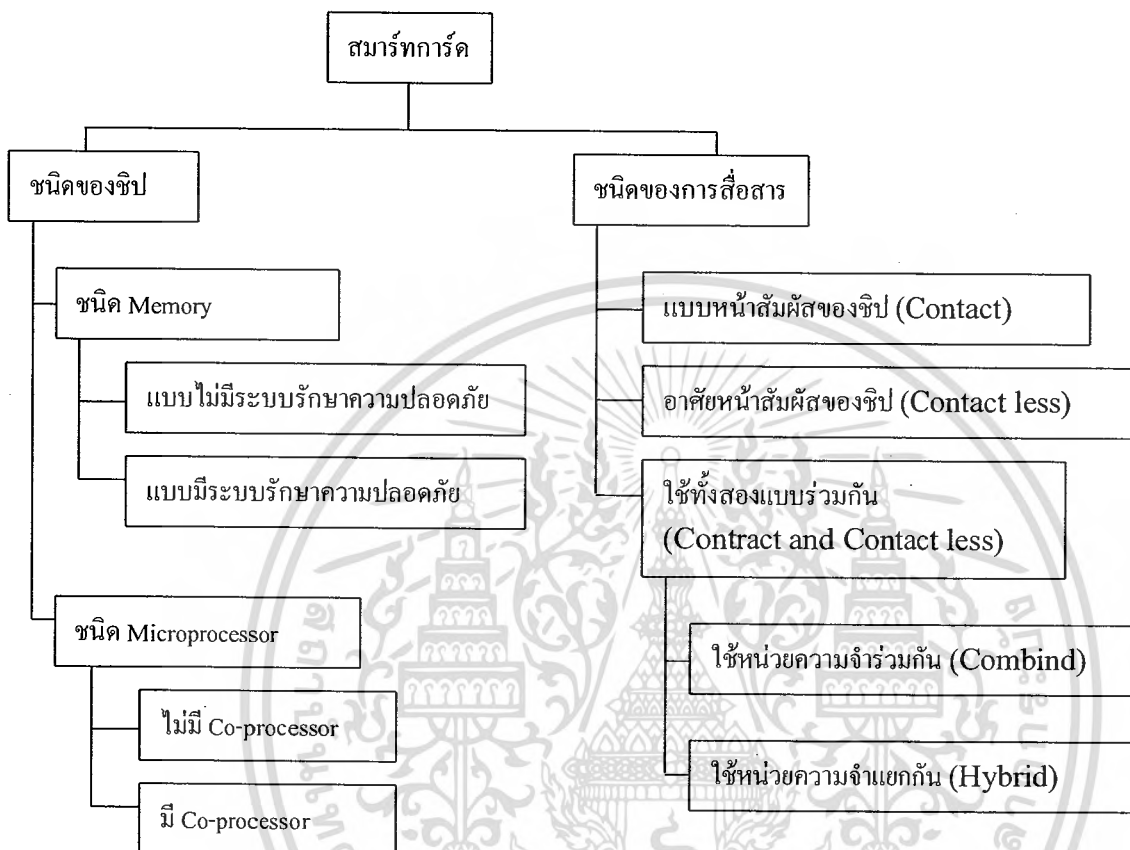 สมาร์ทการ์ด
ชนิดของชิป
ชนิด Memory
แบบไม่มีระบบรักษาความปลอดภัย
แบบมีระบบรักษาความปลอดภัย
ชนิด Microprocessor
ไม่มี Co-processor
มี Co-processor
ชนิดของการสื่อสาร
แบบหน้าสัมผัสของชิป (Contact)
อาศัยหน้าสัมผัสของชิป (Contact less)
ใช้ทั้งสองแบบร่วมกัน
(Contract and Contact less)
ใช้หน่วยความจำร่วมกัน (Combind)
ใช้หน่วยความจำแยกกัน (Hybrid)